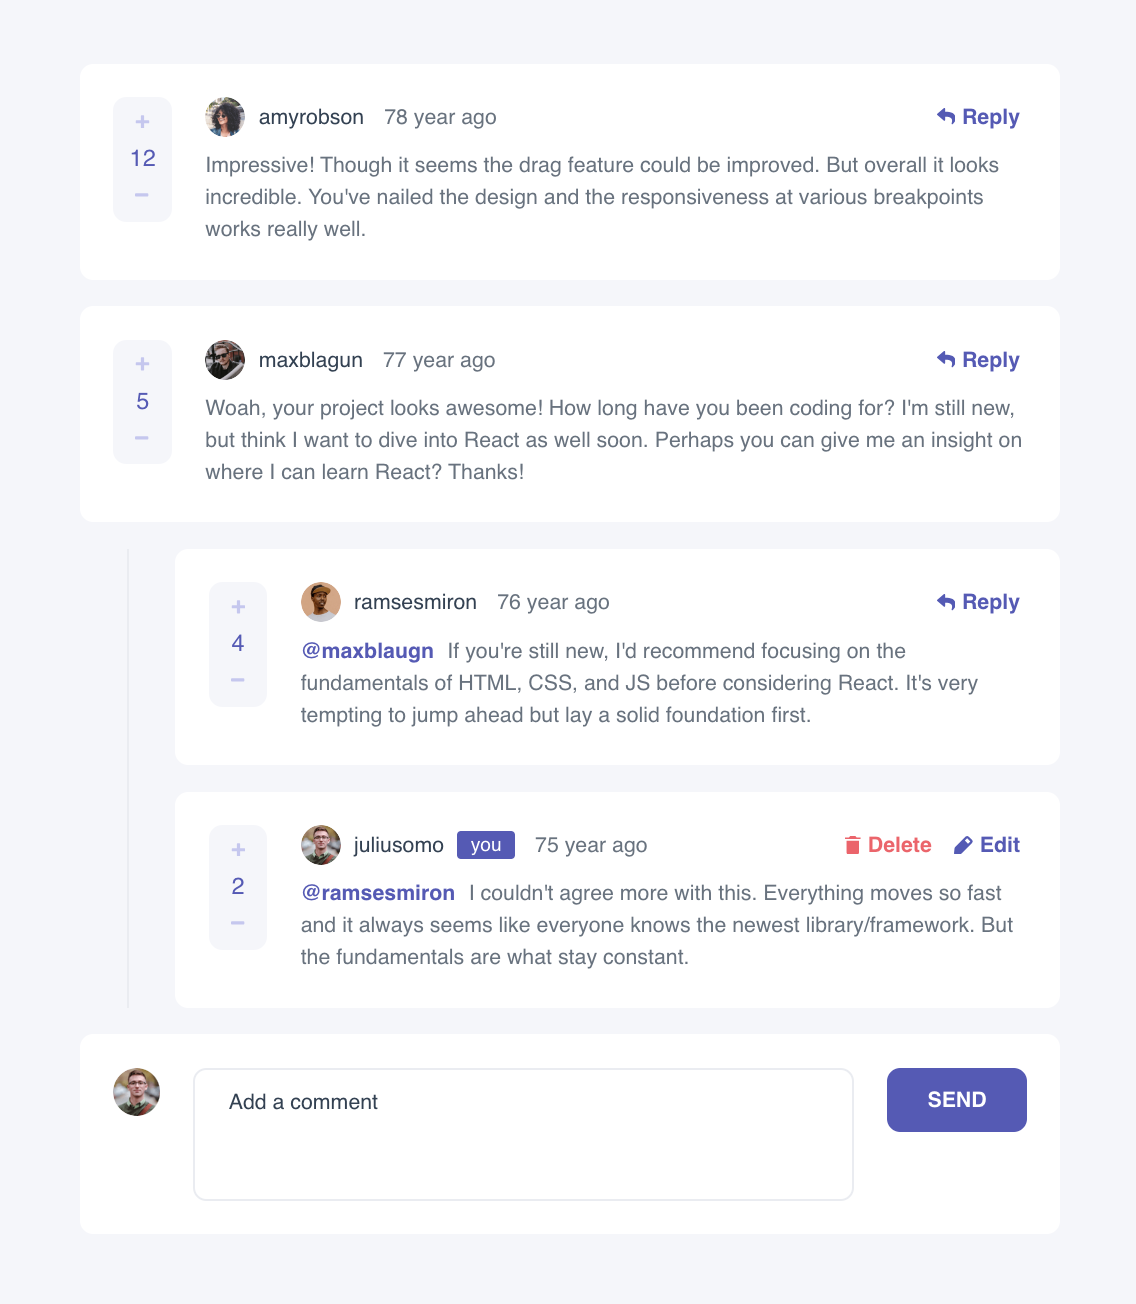 +
12
−
amyrobson 78 year ago Reply
Impressive! Though it seems the drag feature could be improved. But overall it looks
incredible. You've nailed the design and the responsiveness at various breakpoints
works really well.
+
5
−
maxblagun 77 year ago Reply
Woah, your project looks awesome! How long have you been coding for? I'm still new,
but think I want to dive into React as well soon. Perhaps you can give me an insight on
where I can learn React? Thanks!
+
4
−
ramsesmiron 76 year ago Reply
@maxblaugn If you're still new, I'd recommend focusing on the
fundamentals of HTML, CSS, and JS before considering React. It's very
tempting to jump ahead but lay a solid foundation first.
+
2
−
juliusomo you 75 year ago Delete Edit
@ramsesmiron I couldn't agree more with this. Everything moves so fast
and it always seems like everyone knows the newest library/framework. But
the fundamentals are what stay constant.
Add a comment
SEND